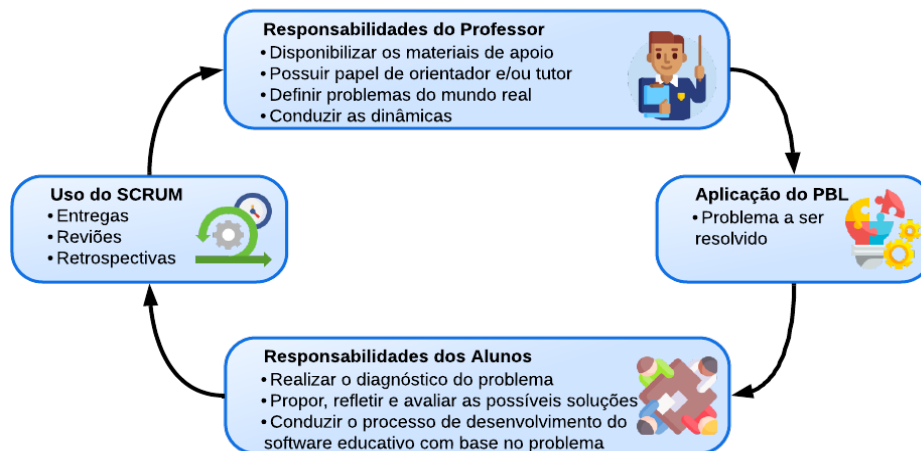 Responsabilidades do Professor
• Disponibilizar os materiais de apoio
• Possuir papel de orientador e/ou tutor
• Definir problemas do mundo real
• Conduzir as dinâmicas
Uso do SCRUM
• Entregas
• Reviões
• Retrospectivas
Aplicação do PBL
• Problema a ser
resolvido
Responsabilidades dos Alunos
• Realizar o diagnóstico do problema
• Propor, refletir e avaliar as possíveis soluções
• Conduzir o processo de desenvolvimento do
software educativo com base no problema